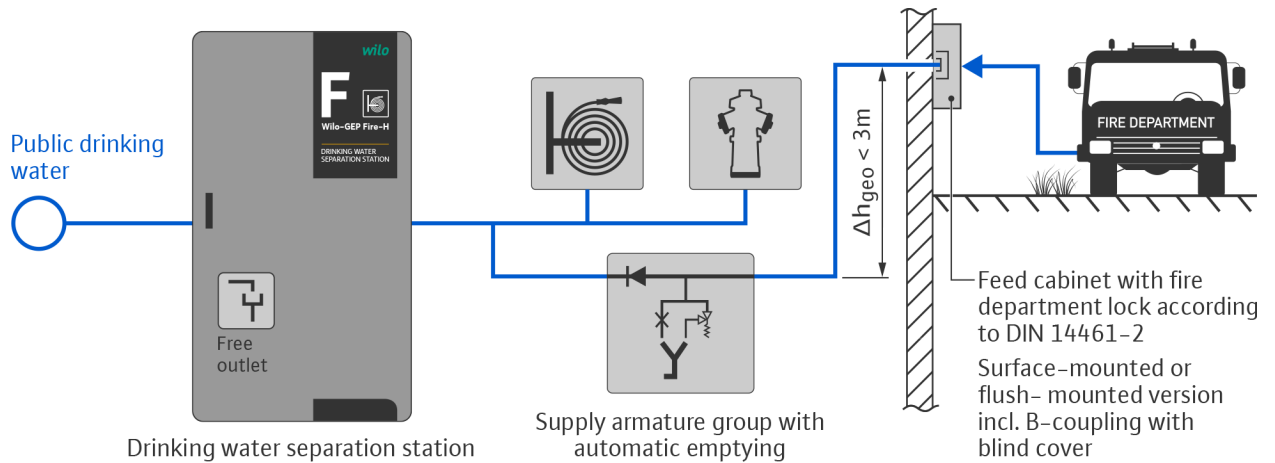 Public drinking
water
wilo
F
Wilo-GEP Fire-H
DRINKING WATER
SEPARATION STATION
Free
outlet
Drinking water separation station
Supply armature group with
automatic emptying
Δhgeo < 3m
FIRE DEPARTMENT
Feed cabinet with fire
department lock according
to DIN 14461-2
Surface-mounted or
flush- mounted version
incl. B-coupling with
blind cover